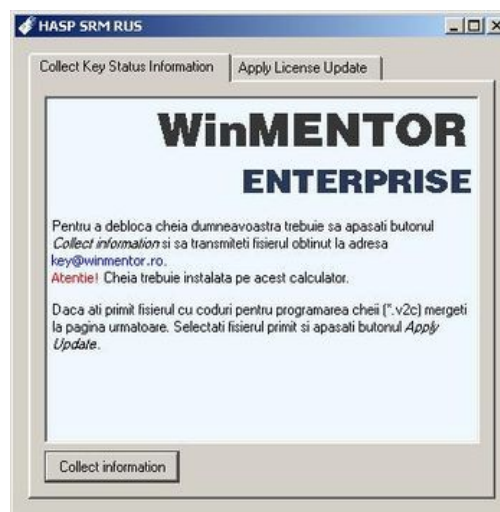 HASP SRM RUS
Collect Key Status Information
Apply License Update
WinMENTOR
ENTERPRISE
Pentru a debloca cheia dumneavoastra trebuie sa apasati butonul
Collect information si sa transmiteti fisierul obtinut la adresa
key@winmentor.ro.
Atentie! Cheia trebuie instalata pe acest calculator.
Daca ati primit fisierul cu coduri pentru programarea cheii (*.v2c) mergeti
la pagina urmatoare. Selectati fisierul primit si apasati butonul Apply
Update.
Collect information